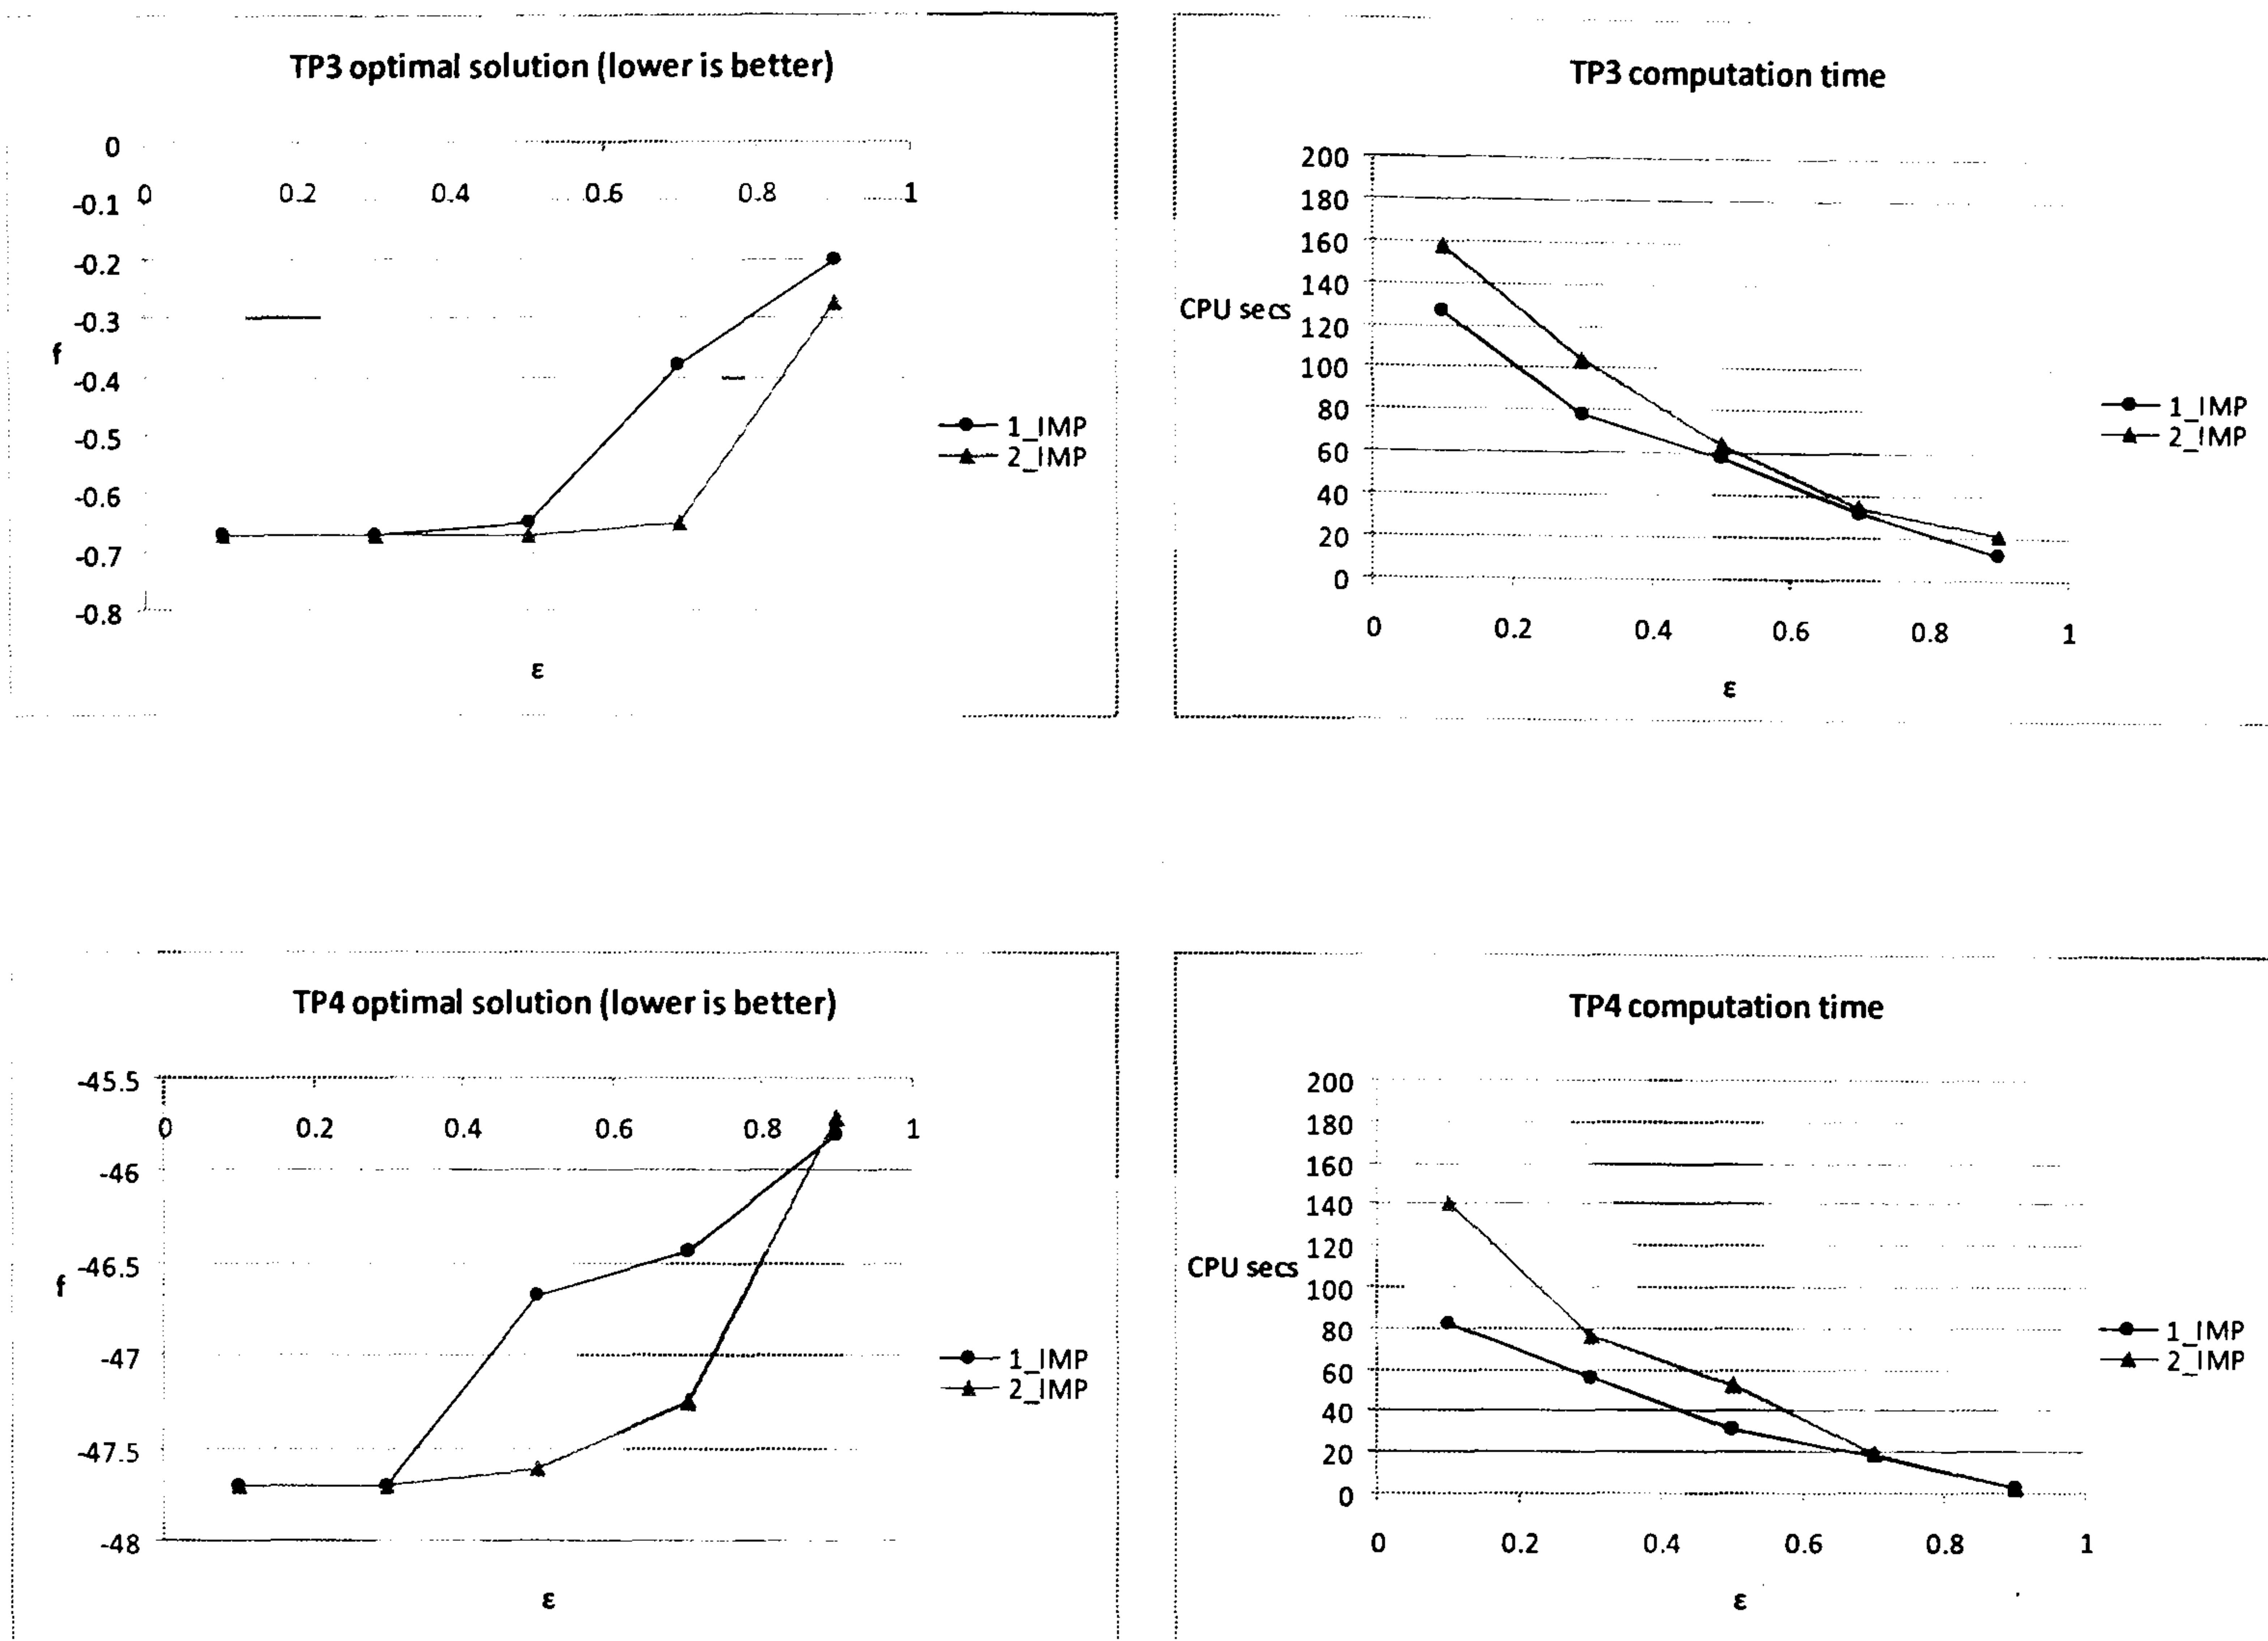 TP3 optimal solution (lower is better)
0
0 0.2 0.4 0.6 0.8 1
-0.1
-0.2
-0.3
f
-0.4
-0.5
-0.6
-0.7
-0.8
1_IMP
2_IMP
ε
TP3 computation time
200
180
160
140
CPU secs
120
100
80
60
40
20
0
0 0.2 0.4 0.6 0.8 1
1_IMP
2_IMP
ε
TP4 optimal solution (lower is better)
-45.5
0 0.2 0.4 0.6 0.8 1
-46
f
-46.5
-47
-47.5
-48
1_IMP
2_IMP
ε
TP4 computation time
200
180
160
140
120
CPU secs
100
80
60
40
20
0
0 0.2 0.4 0.6 0.8 1
1_IMP
2_IMP
ε